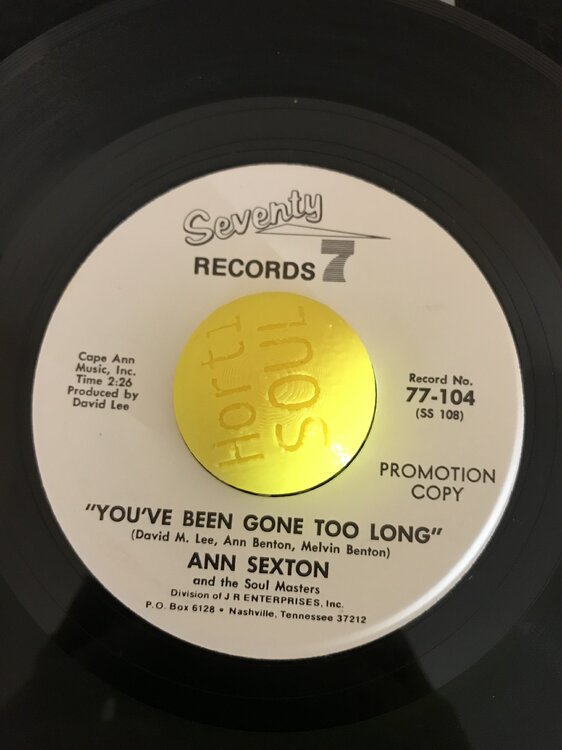 Seventy
RECORDS 7
Cape Ann
Music, Inc.
Time 2:26
Produced by
David Lee
Hort1
SOUL
Record No.
77-104
(SS 108)
PROMOTION
COPY
"YOU'VE BEEN GONE TOO LONG"
(David M. Lee, Ann Benton, Melvin Benton)
ANN SEXTON
and the Soul Masters
Division of J R ENTERPRISES, Inc.
P.O. Box 6128 • Nashville, Tennessee 37212